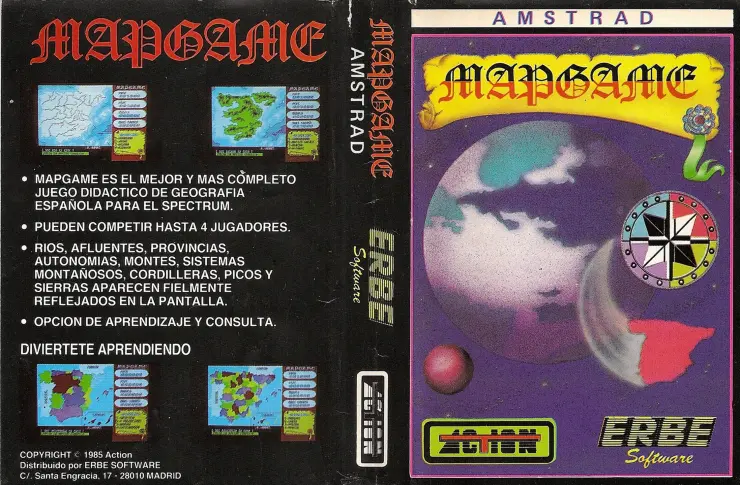 MAPGAME
• MAPGAME ES EL MEJOR Y MAS COMPLETO
JUEGO DIDACTICO DE GEOGRAFIA
ESPAÑOLA PARA EL SPECTRUM.
• PUEDEN COMPETIR HASTA 4 JUGADORES.
• RIOS, AFLUENTES, PROVINCIAS,
AUTONOMIAS, MONTES, SISTEMAS
MONTAÑOSOS, CORDILLERAS, PICOS Y
SIERRAS APARECEN FIELMENTE
REFLEJADOS EN LA PANTALLA.
• OPCION DE APRENDIZAJE Y CONSULTA.
DIVIERTETE APRENDIENDO
COPYRIGHT © 1985 Action
Distribuido por ERBE SOFTWARE
C/. Santa Engracia, 17 - 28010 MADRID
MAPGAME
AMSTRAD
ERBE
Software
ACTION
AMSTRAD
MAPGAME
ACTION
ERBE
Software